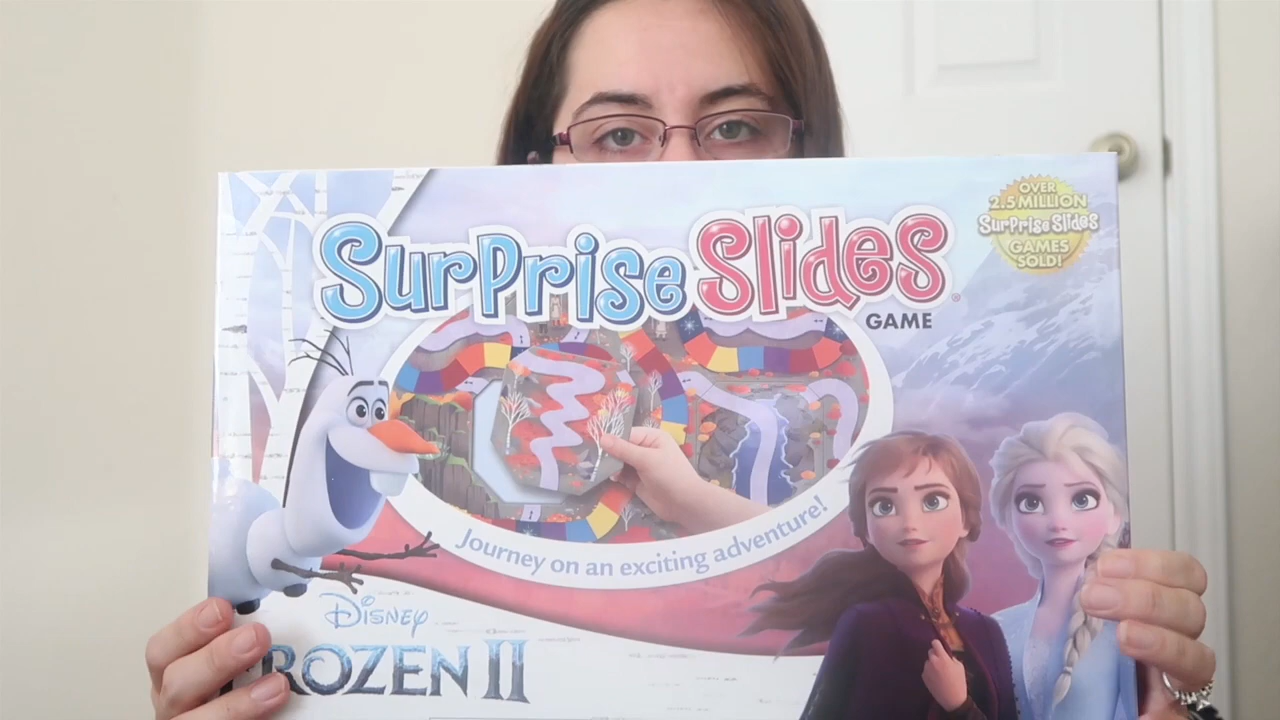 OVER
2.5 MILLION
Surprise Slides
GAMES
SOLD!
Surprise Slides®
GAME
Journey on an exciting adventure!
Disney
FROZEN II